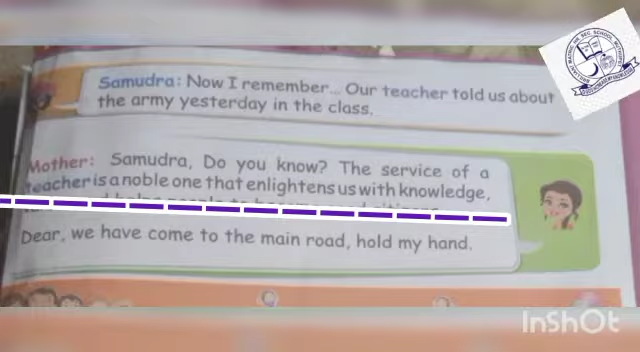 Samudra: Now I remember... Our teacher told us about
the army yesterday in the class.
Mother: Samudra, Do you know? The service of a
teacher is a noble one that enlightens us with knowledge,
Dear, we have come to the main road, hold my hand.
InShOt